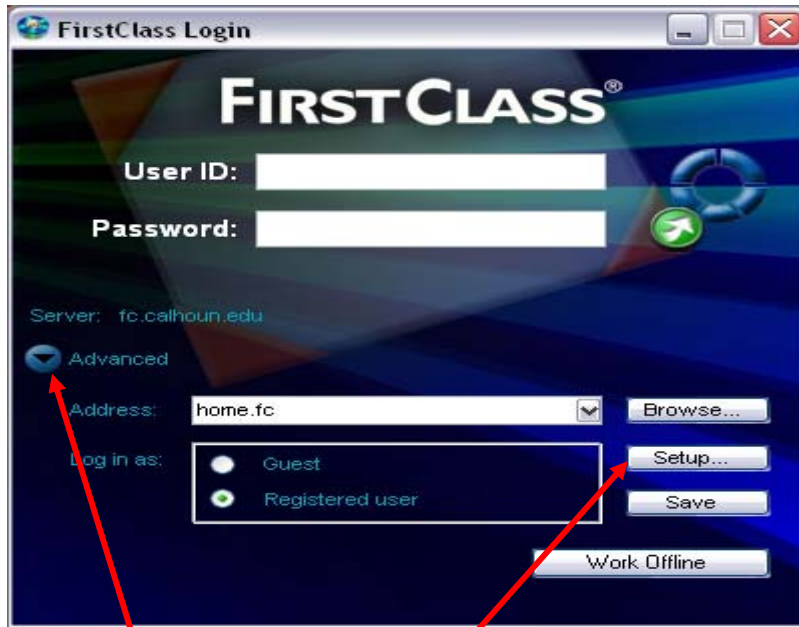 FirstClass Login
FIRSTCLASS®
User ID:
Password:
Server: fc.calhoun.edu
Advanced
Address: home.fc Browse...
Log in as: Guest Setup...
Registered user Save
Work Offline